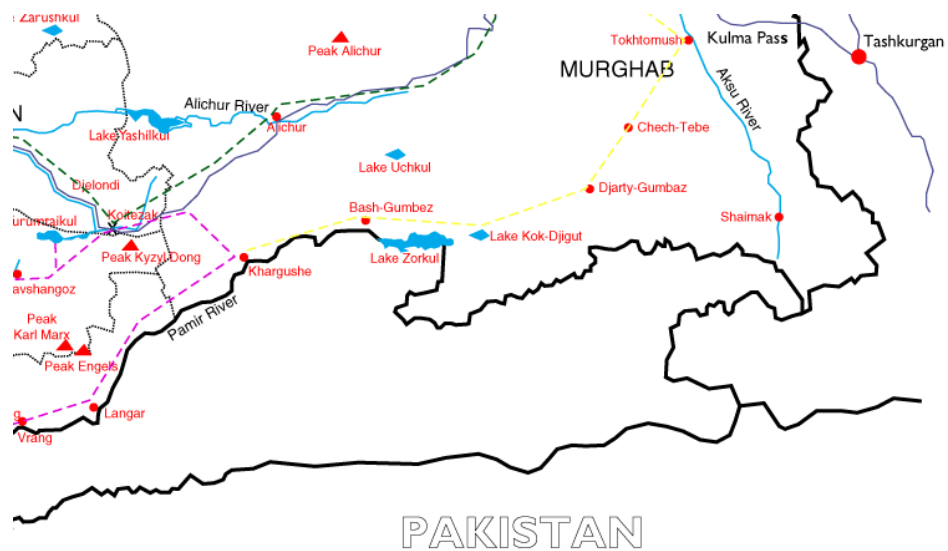 Zarushkul
Peak Alichur
Tokhtomush
Kulma Pass
Tashkurgan
MURGHAB
Aksu River
Alichur River
N
Lake Yashilkul
Alichur
Chech-Tebe
Lake Uchkul
Djelondi
Djarty-Gumbaz
Koitezak
Bash-Gumbez
urumraikul
Shaimak
Lake Kok-Djigut
Peak Kyzyl-Dong
Khargushe
Lake Zorkul
avshangoz
Pamir River
Peak
Karl Marx
Peak Engels
Langar
g
Vrang
PAKISTAN